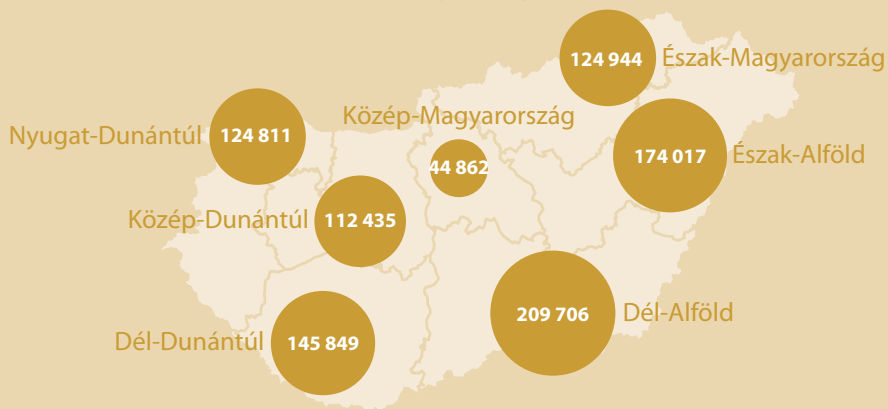 124 944 Észak-Magyarország
Közép-Magyarország
Nyugat-Dunántúl 124 811
44 862
174 017 Észak-Alföld
Közép-Dunántúl 112 435
209 706 Dél-Alföld
Dél-Dunántúl 145 849